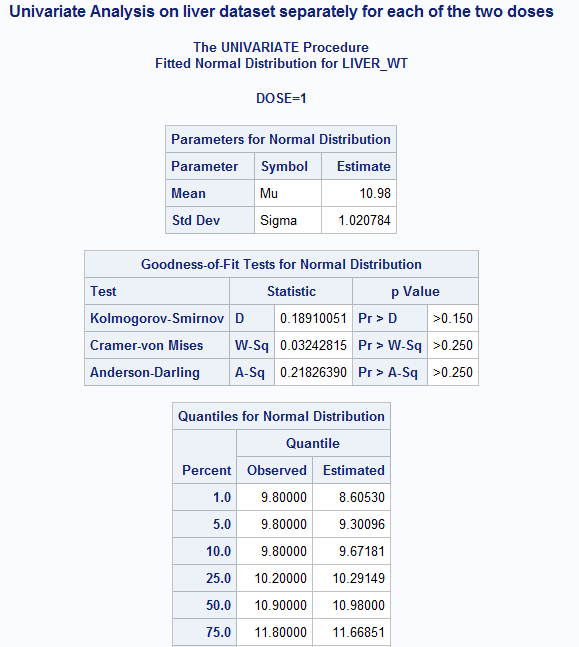 Univariate Analysis on liver dataset separately for each of the two doses
The UNIVARIATE Procedure
Fitted Normal Distribution for LIVER_WT
DOSE=1
Parameters for Normal Distribution
Parameter Symbol Estimate
Mean Mu 10.98
Std Dev Sigma 1.020784
Goodness-of-Fit Tests for Normal Distribution
Test Statistic p Value
Kolmogorov-Smirnov D 0.18910051 Pr > D >0.150
Cramer-von Mises W-Sq 0.03242815 Pr > W-Sq >0.250
Anderson-Darling A-Sq 0.21826390 Pr > A-Sq >0.250
Quantiles for Normal Distribution
Quantile
Percent Observed Estimated
1.0 9.80000 8.60530
5.0 9.80000 9.30096
10.0 9.80000 9.67181
25.0 10.20000 10.29149
50.0 10.90000 10.98000
75.0 11.80000 11.66851